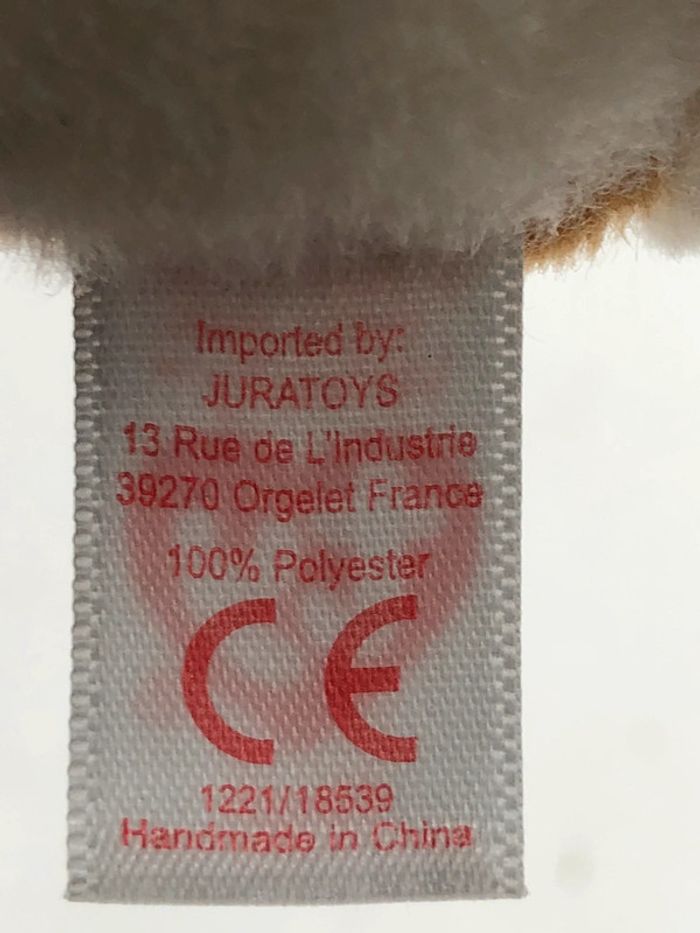 Imported by:
JURATOYS
13 Rue de L'Industrie
39270 Orgelet France
100% Polyester
CE
1221/18539
Handmade in China